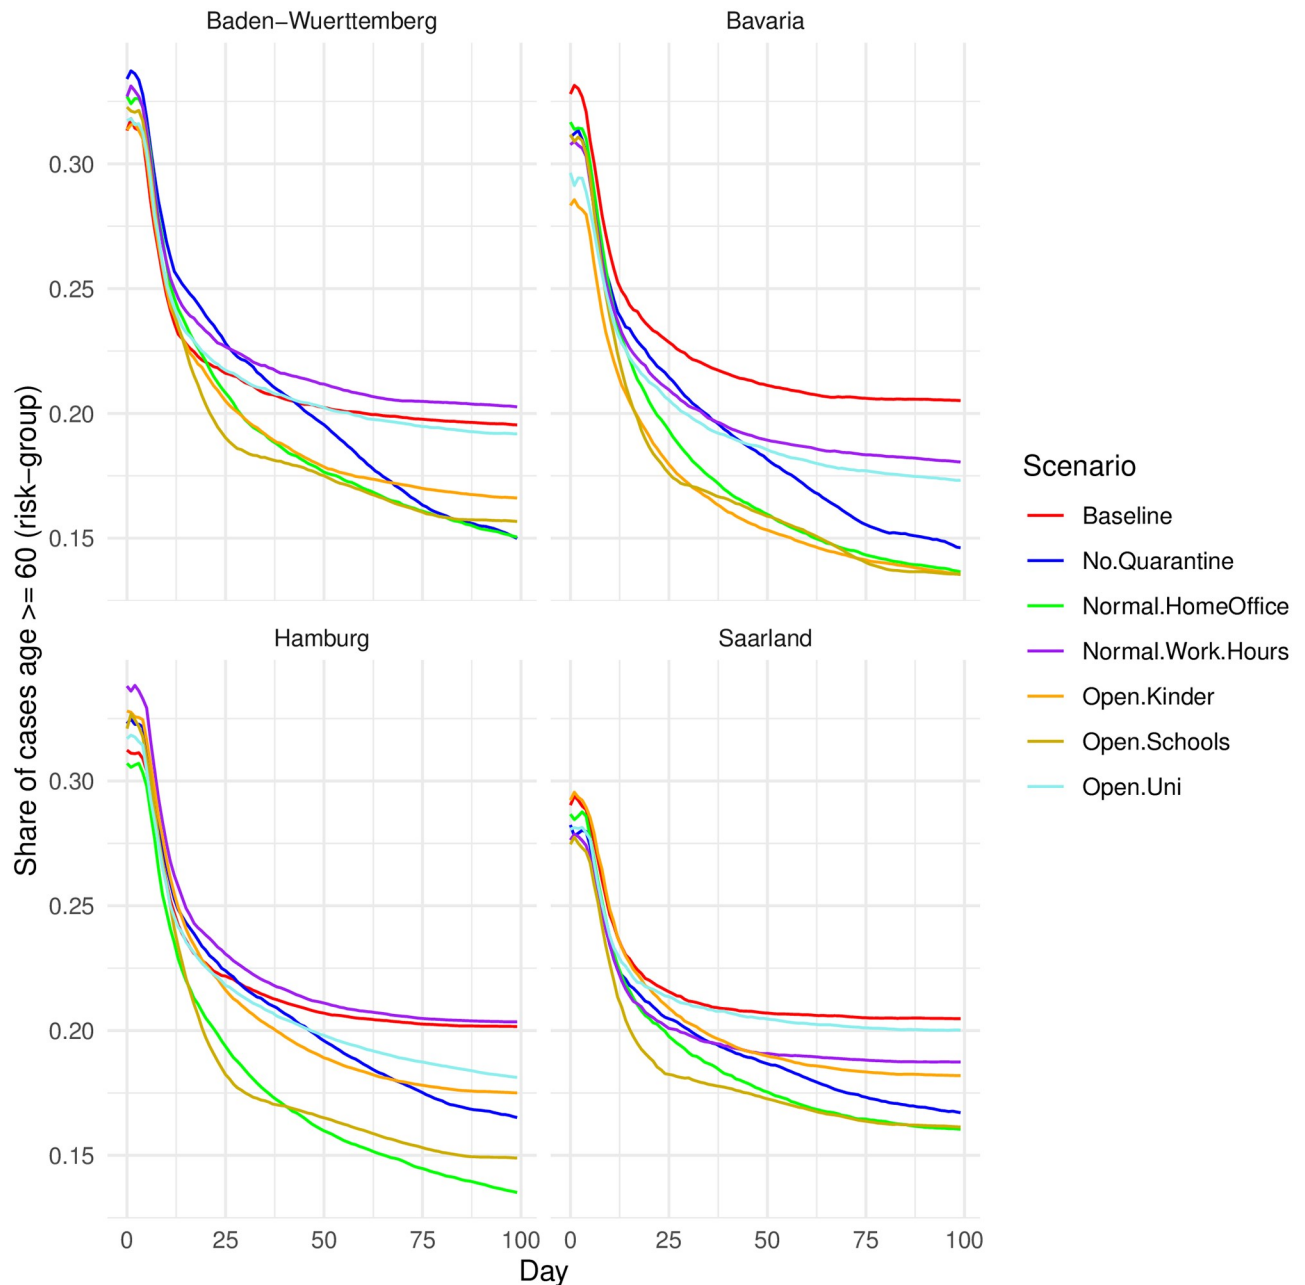 Baden−Wuerttemberg
Bavaria
0.30
0.25
0.20
0.15
Hamburg
Saarland
0.30
0.25
0.20
0.15
0
25
50
75
100
0
25
50
75
100
Day
Share of cases age >= 60 (risk−group)
Scenario
Baseline
No.Quarantine
Normal.HomeOffice
Normal.Work.Hours
Open.Kinder
Open.Schools
Open.Uni